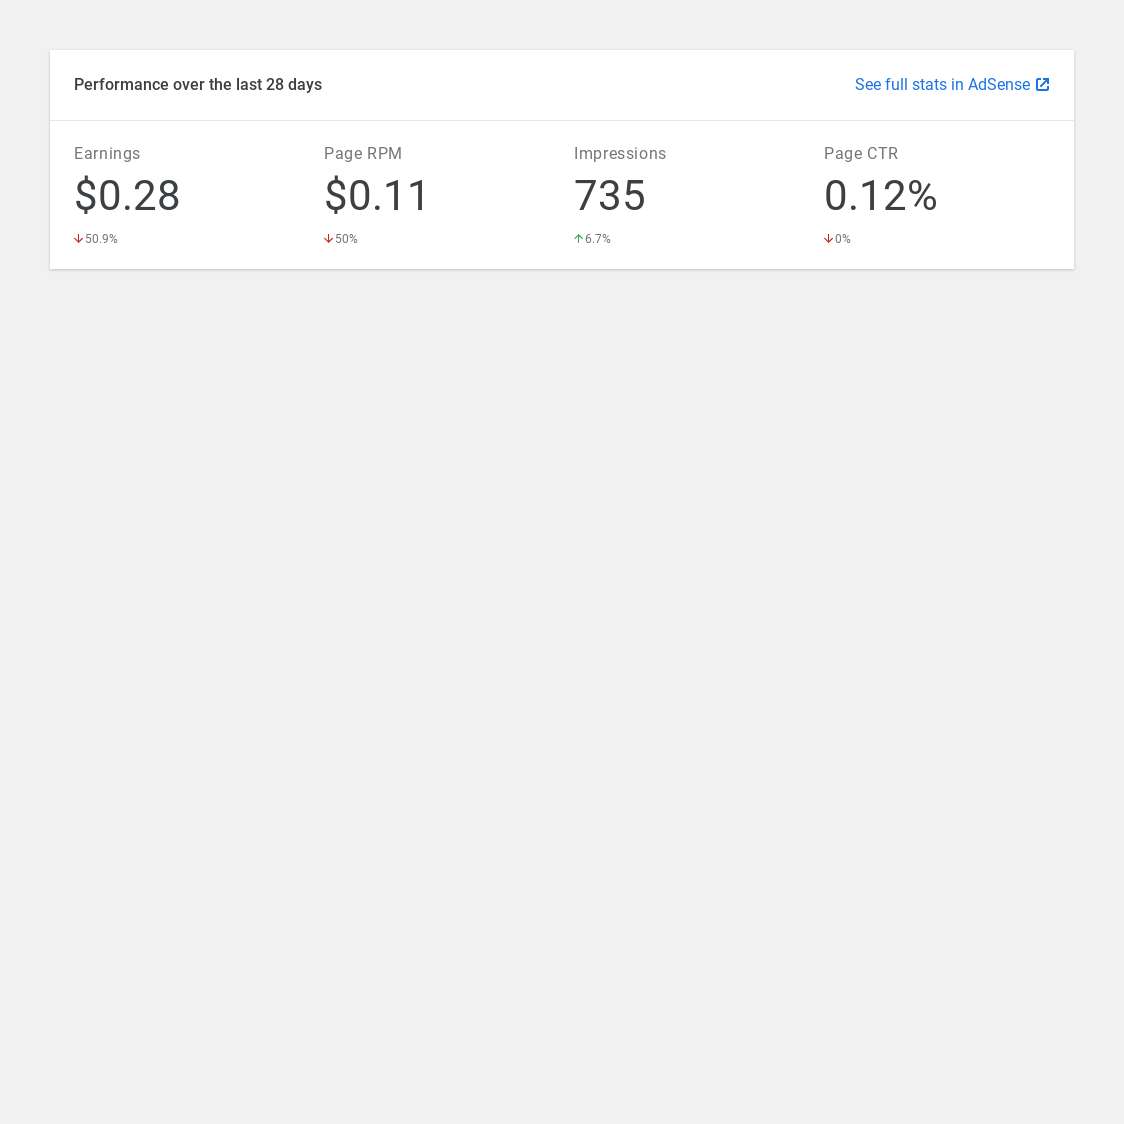 Performance over the last 28 days
See full stats in AdSense
Earnings
$0.28
50.9%
Page RPM
$0.11
50%
Impressions
735
6.7%
Page CTR
0.12%
0%